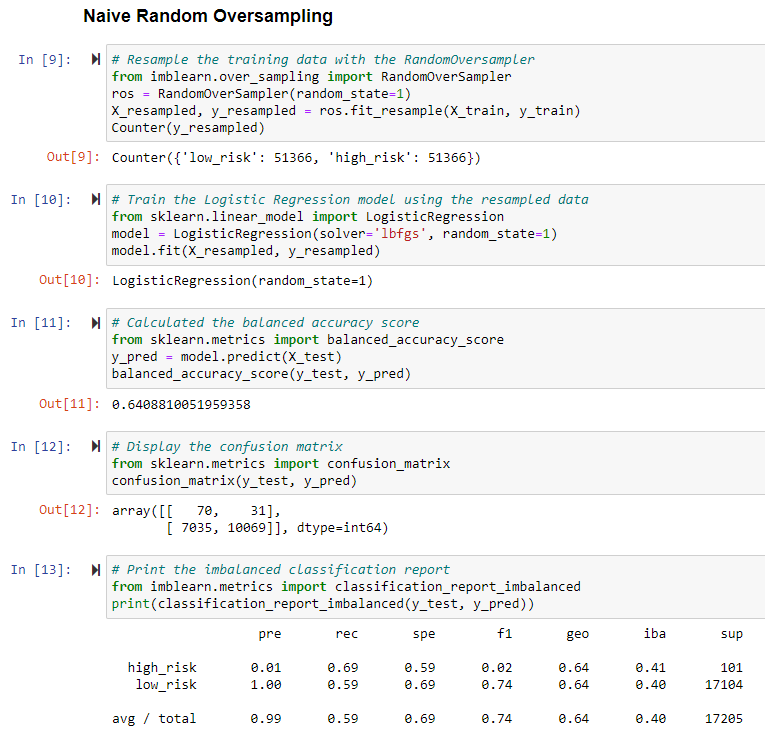 Naive Random Oversampling
In [9]:
# Resample the training data with the RandomOversampler
from imblearn.over_sampling import RandomOverSampler
ros = RandomOverSampler(random_state=1)
X_resampled, y_resampled = ros.fit_resample(X_train, y_train)
Counter(y_resampled)
Out[9]: Counter({'low_risk': 51366, 'high_risk': 51366})
In [10]:
# Train the Logistic Regression model using the resampled data
from sklearn.linear_model import LogisticRegression
model = LogisticRegression(solver='lbfgs', random_state=1)
model.fit(X_resampled, y_resampled)
Out[10]: LogisticRegression(random_state=1)
In [11]:
# Calculated the balanced accuracy score
from sklearn.metrics import balanced_accuracy_score
y_pred = model.predict(X_test)
balanced_accuracy_score(y_test, y_pred)
Out[11]: 0.6408810051959358
In [12]:
# Display the confusion matrix
from sklearn.metrics import confusion_matrix
confusion_matrix(y_test, y_pred)
Out[12]: array([[   70,    31],
       [ 7035, 10069]], dtype=int64)
In [13]:
# Print the imbalanced classification report
from imblearn.metrics import classification_report_imbalanced
print(classification_report_imbalanced(y_test, y_pred))
pre rec spe f1 geo iba sup
high_risk 0.01 0.69 0.59 0.02 0.64 0.41 101
low_risk 1.00 0.59 0.69 0.74 0.64 0.40 17104
avg / total 0.99 0.59 0.69 0.74 0.64 0.40 17205